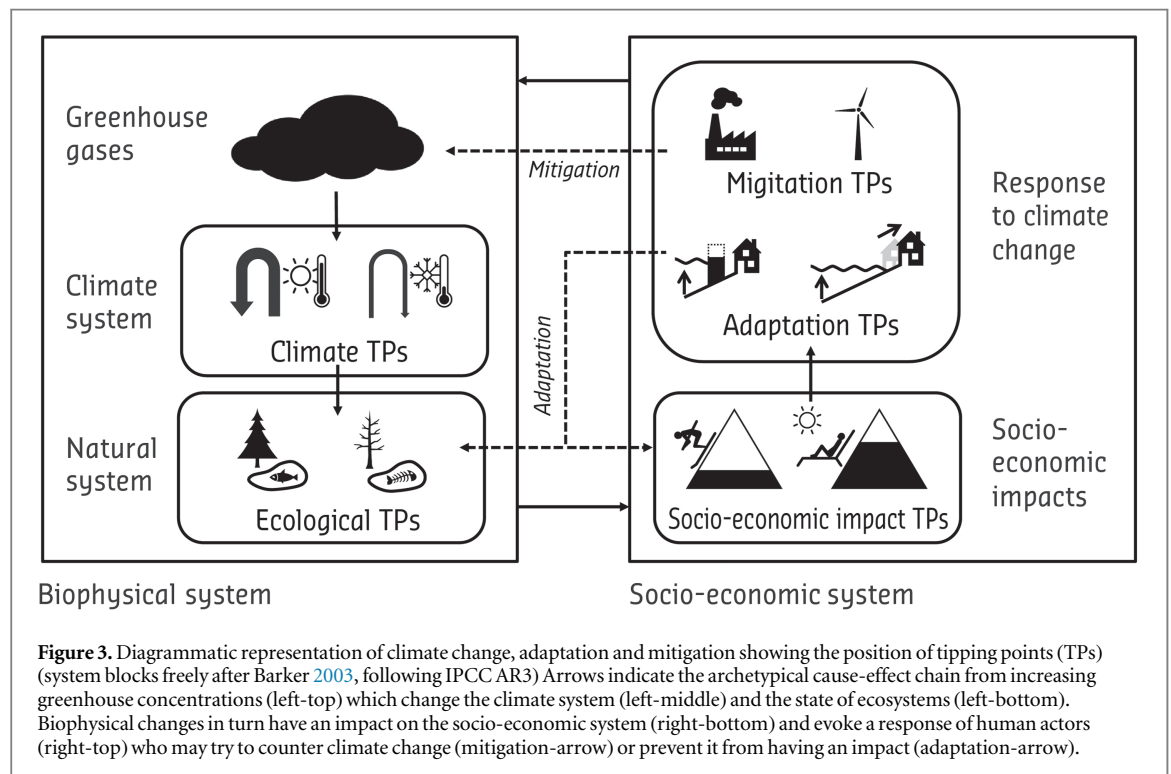 Greenhouse
gases
Mitigation
Migitation TPs
Response
to climate
change
Climate
system
Climate TPs
Adaptation
Adaptation TPs
Natural
system
Ecological TPs
Socio-economic impact TPs
Socio-
economic
impacts
Biophysical system
Socio-economic system
Figure 3. Diagrammatic representation of climate change, adaptation and mitigation showing the position of tipping points (TPs)
(system blocks freely after Barker 2003, following IPCC AR3) Arrows indicate the archetypical cause-effect chain from increasing
greenhouse concentrations (left-top) which change the climate system (left-middle) and the state of ecosystems (left-bottom).
Biophysical changes in turn have an impact on the socio-economic system (right-bottom) and evoke a response of human actors
(right-top) who may try to counter climate change (mitigation-arrow) or prevent it from having an impact (adaptation-arrow).